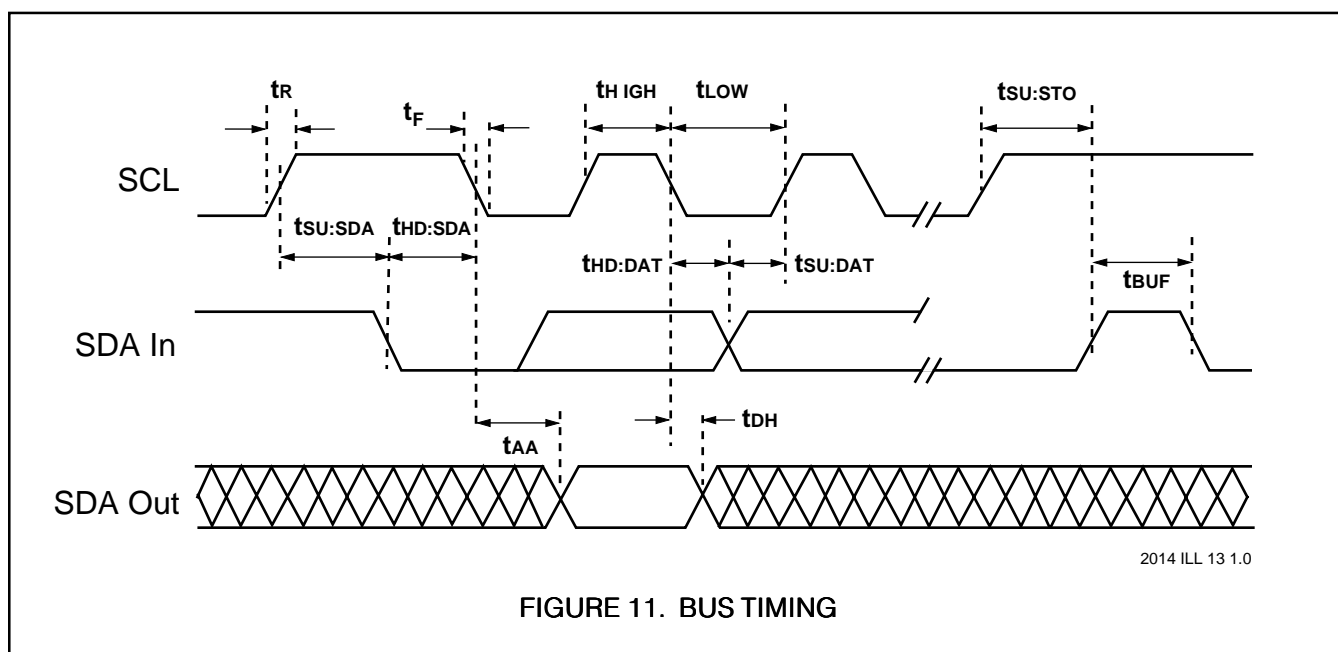 tR
tF
tH IGH
tLOW
tSU:STO
SCL
tSU:SDA
tHD:SDA
tHD:DAT
tSU:DAT
tBUF
SDA In
tAA
tDH
SDA Out
2014 ILL 13 1.0
FIGURE 11. BUS TIMING